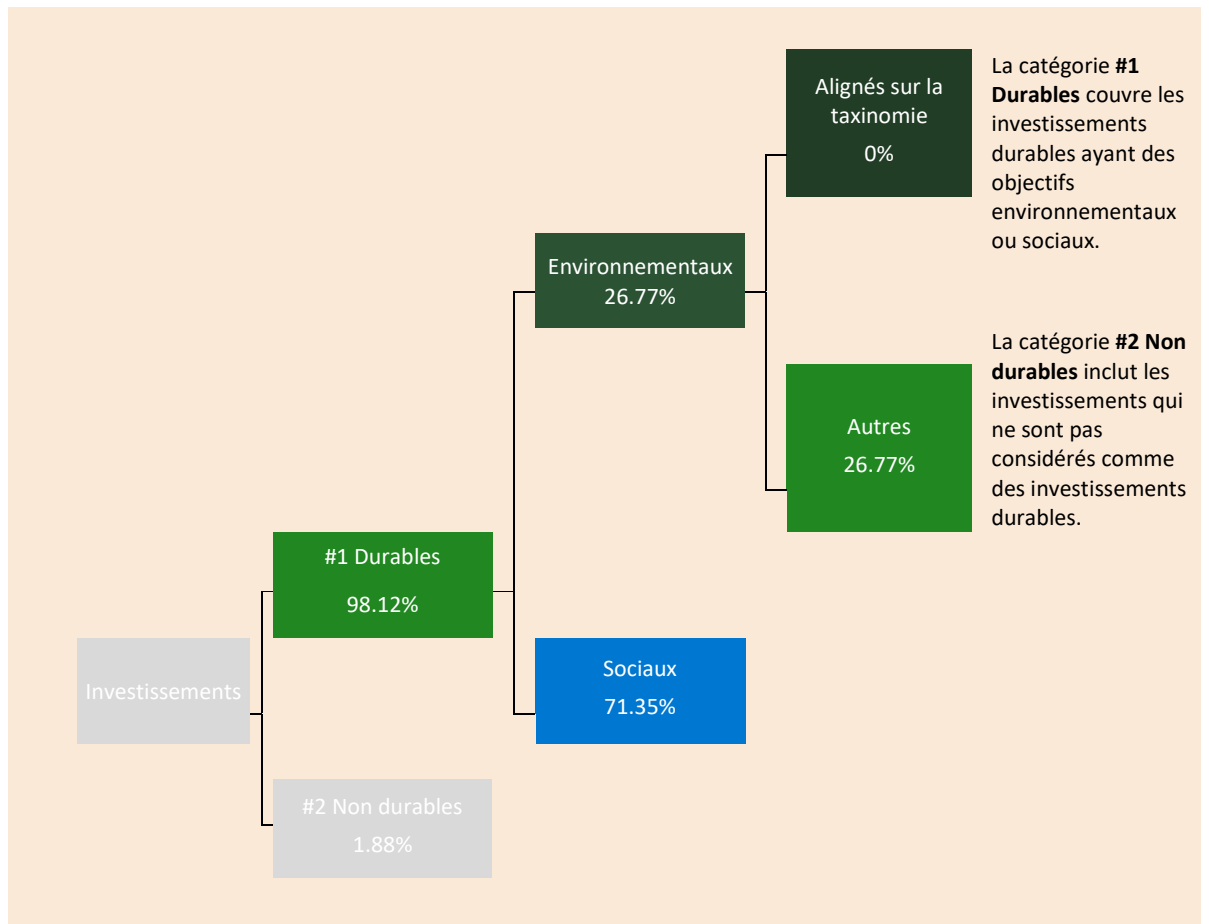 Alignés sur la
taxinomie
0%
La catégorie #1
Durables couvre les
investissements
durables ayant des
objectifs
environnementaux
ou sociaux.
Environnementaux
26.77%
La catégorie #2 Non
durables inclut les
investissements qui
ne sont pas
considérés comme
des investissements
durables.
Autres
26.77%
#1 Durables
98.12%
Sociaux
71.35%
Investissements
#2 Non durables
1.88%